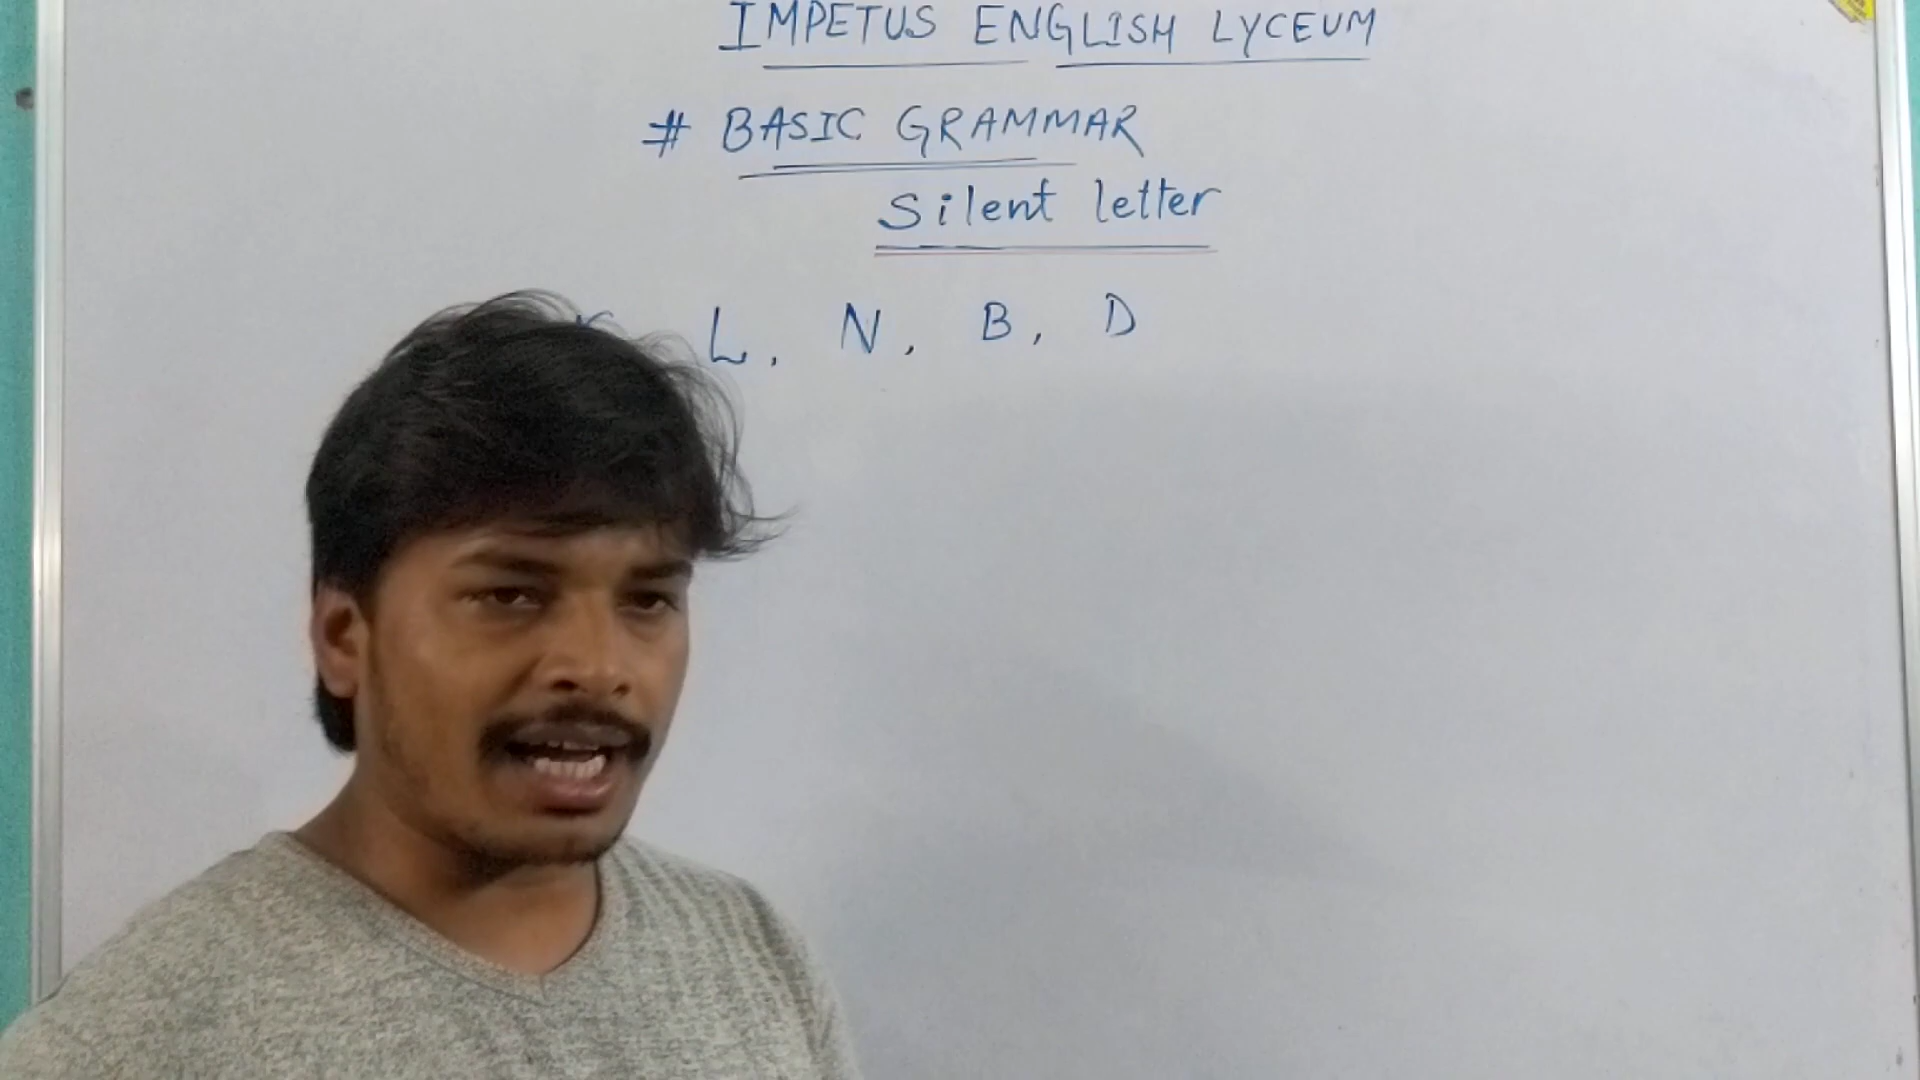 IMPETUS ENGLISH LYCEUM
# BASIC GRAMMAR
Silent letter
L, N, B, D